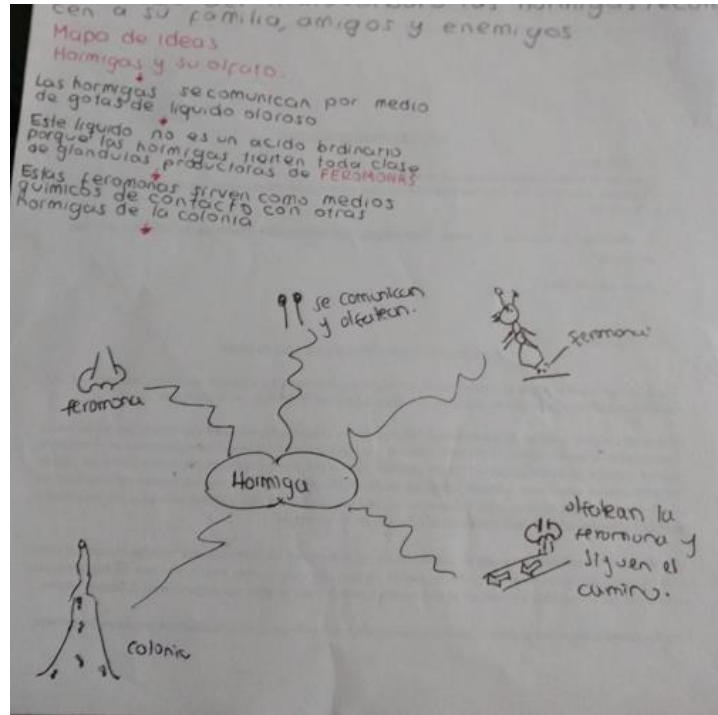 cen a su familia, amigos y enemigos
Mapa de ideas
Hormigas y su olfato.
Las hormigas se comunican por medio
de gotas de liquido oloroso
Este liquido no es un acido ordinario
porque las hormigas tienen toda clase
de glandulas productoras de FEROMONAS
Estas feromonas sirven como medios
quimicos de contacto con otras
hormigas de la colonia
se comunican
y olfatean.
feromona
feromona
Hormiga
olfatean la
feromona y
siguen el
camino.
colonia